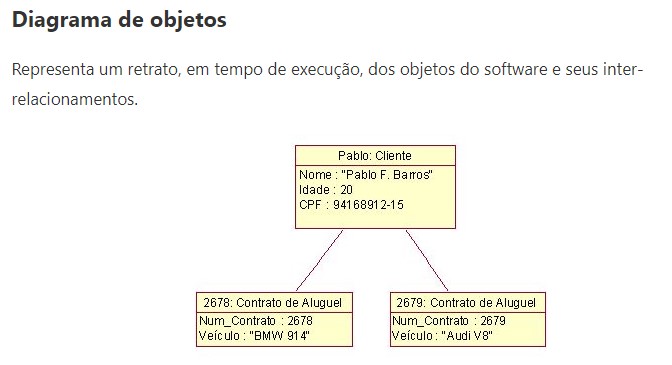 Diagrama de objetos
Representa um retrato, em tempo de execução, dos objetos do software e seus inter-
relacionamentos.
Pablo: Cliente
Nome : "Pablo F. Barros"
Idade : 20
CPF : 94168912-15
2678: Contrato de Aluguel
Num_Contrato : 2678
Veículo : "BMW 914"
2679: Contrato de Aluguel
Num_Contrato : 2679
Veículo : "Audi V8"